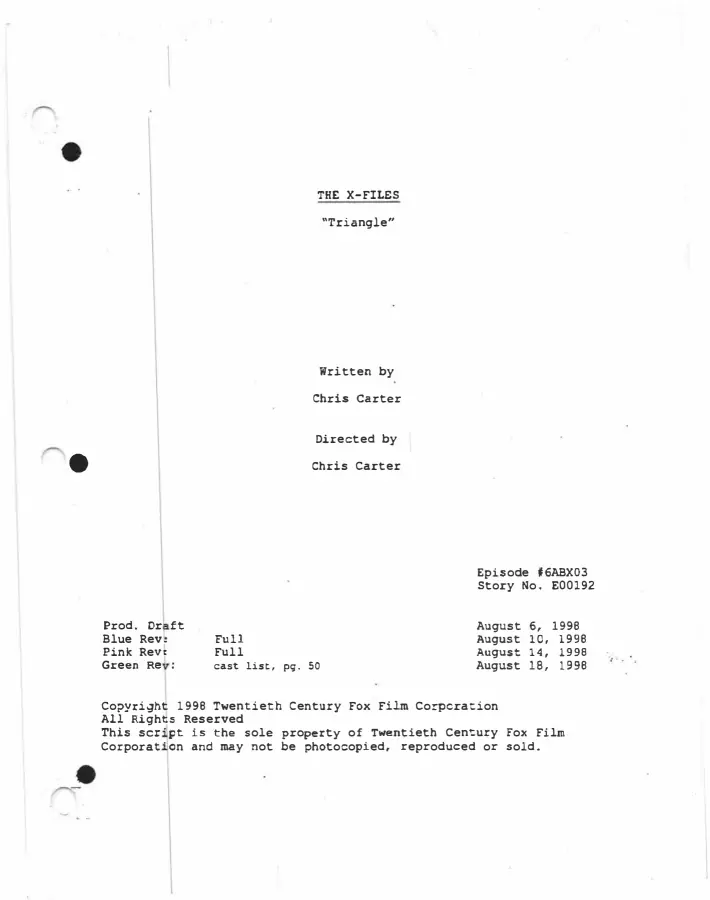 THE X-FILES
"Triangle"
Written by
Chris Carter
Directed by
Chris Carter
Episode #6ABX03
Story No. E00192
Prod. Draft August 6, 1998
Blue Rev: Full August 10, 1998
Pink Rev: Full August 14, 1998
Green Rev: cast list, pg. 50 August 18, 1998
Copyright 1998 Twentieth Century Fox Film Corporation
All Rights Reserved
This script is the sole property of Twentieth Century Fox Film
Corporation and may not be photocopied, reproduced or sold.